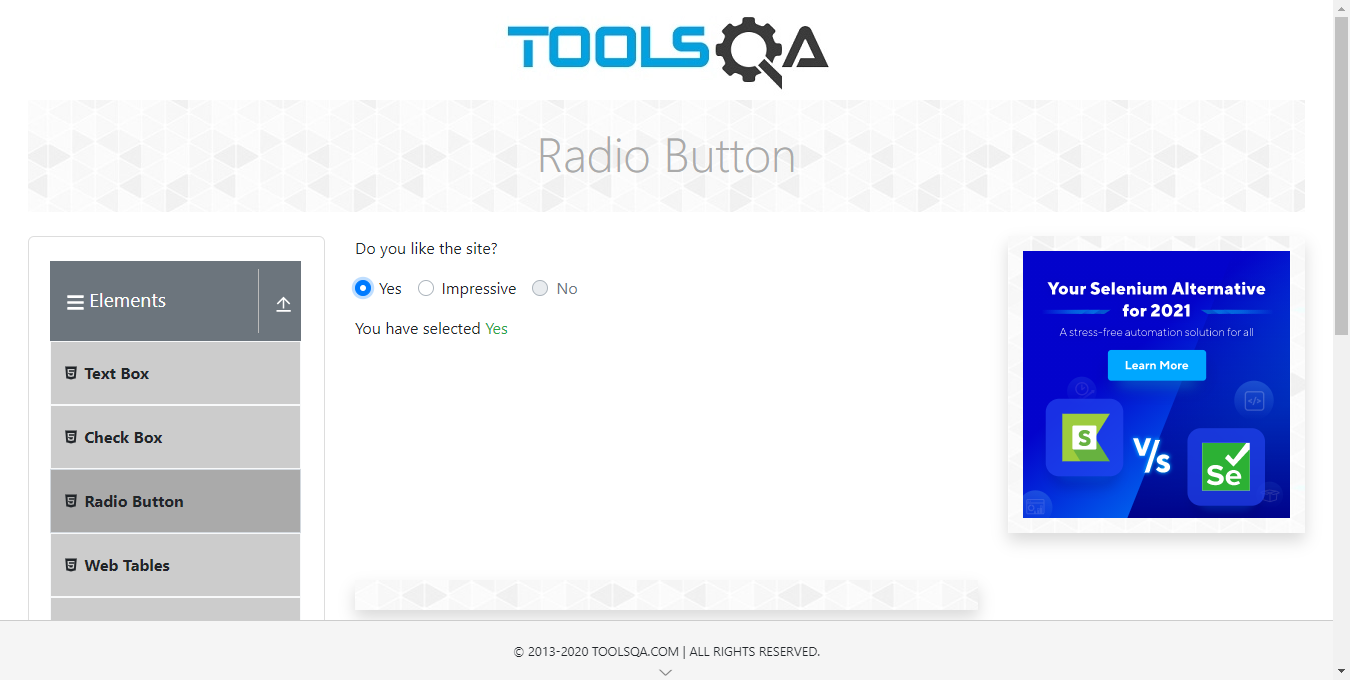 TOOLSQA
Radio Button
Elements
Text Box
Check Box
Radio Button
Web Tables
Do you like the site?
Yes Impressive No
You have selected Yes
Your Selenium Alternative
for 2021
A stress-free automation solution for all
Learn More
</>
S
V/s
Se
© 2013-2020 TOOLSQA.COM | ALL RIGHTS RESERVED.